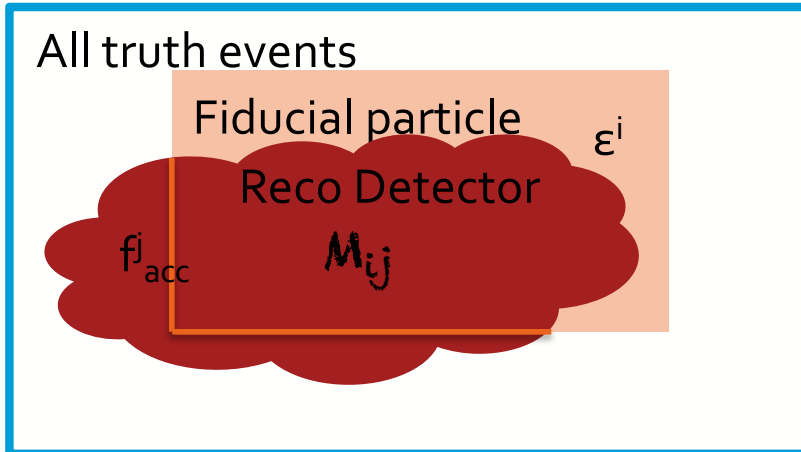 All truth events
Fiducial particle
εⁱ
Reco Detector
fʲacc
Mij